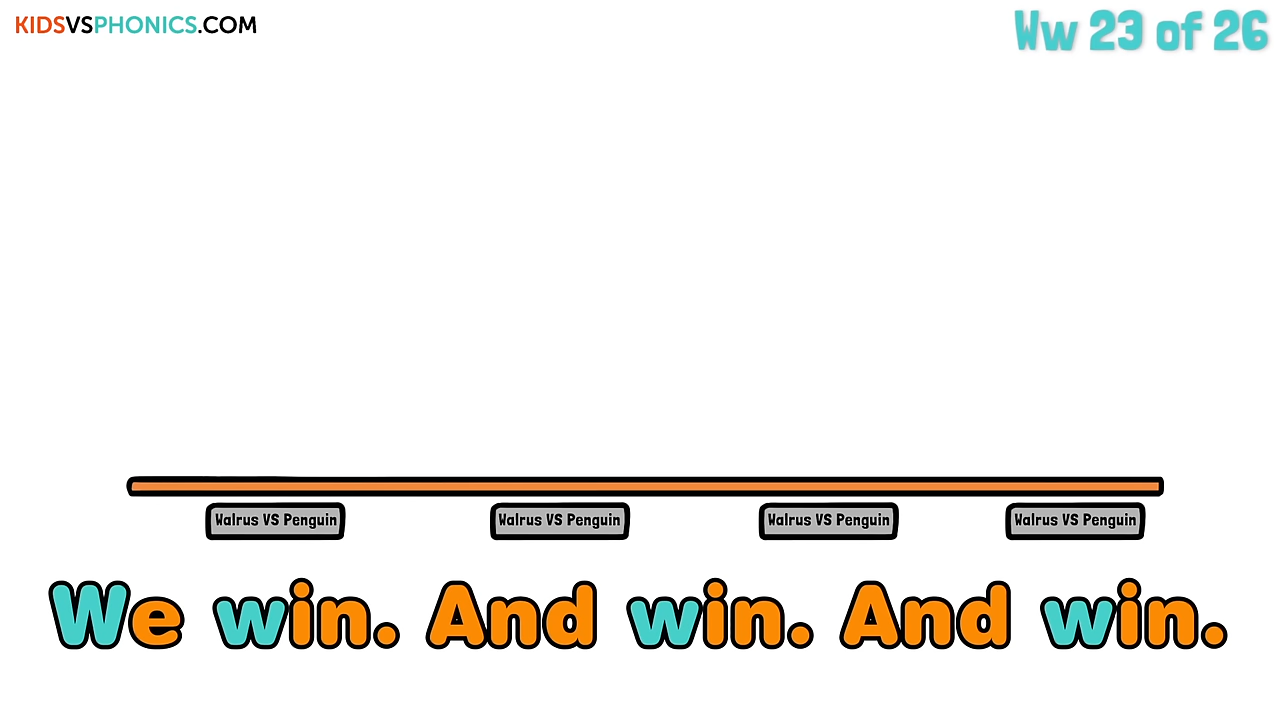 KIDSVSPHONICS.COM
Ww 23 of 26
Walrus VS Penguin Walrus VS Penguin Walrus VS Penguin Walrus VS Penguin
We win. And win. And win.